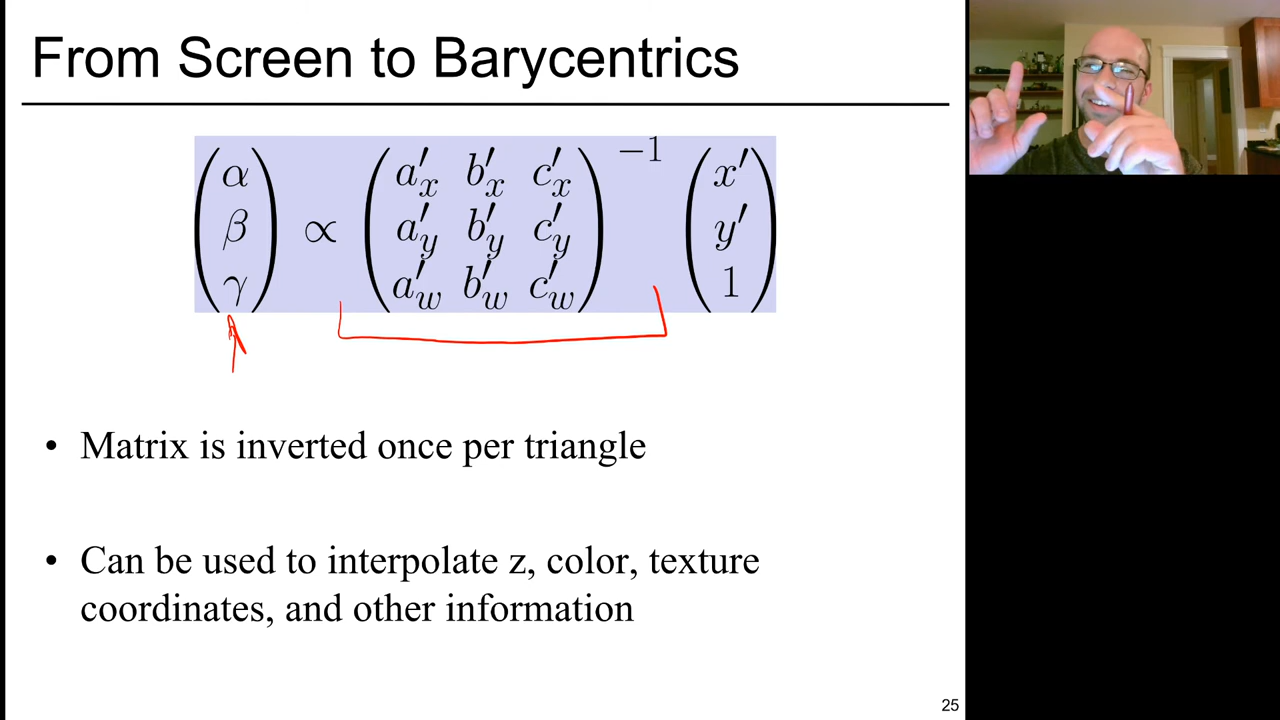 From Screen to Barycentrics
α a′x b′x c′x −1 x′
β ∝ a′y b′y c′y y′
γ a′w b′w c′w 1
• Matrix is inverted once per triangle
• Can be used to interpolate z, color, texture
coordinates, and other information
25